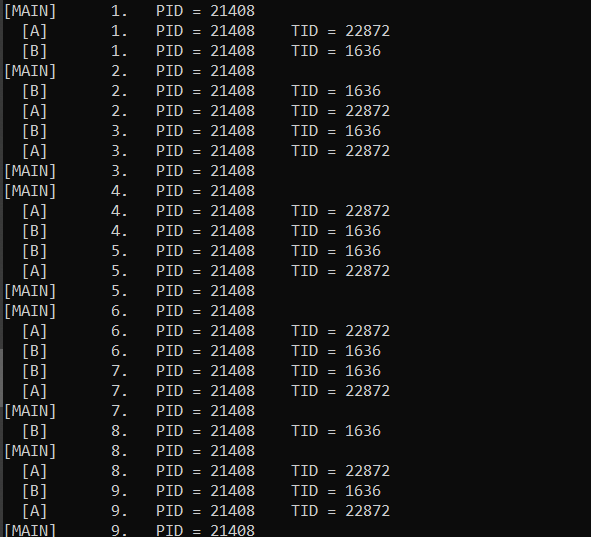 [MAIN] 1. PID = 21408
[A] 1. PID = 21408 TID = 22872
[B] 1. PID = 21408 TID = 1636
[MAIN] 2. PID = 21408
[B] 2. PID = 21408 TID = 1636
[A] 2. PID = 21408 TID = 22872
[B] 3. PID = 21408 TID = 1636
[A] 3. PID = 21408 TID = 22872
[MAIN] 3. PID = 21408
[MAIN] 4. PID = 21408
[A] 4. PID = 21408 TID = 22872
[B] 4. PID = 21408 TID = 1636
[B] 5. PID = 21408 TID = 1636
[A] 5. PID = 21408 TID = 22872
[MAIN] 5. PID = 21408
[MAIN] 6. PID = 21408
[A] 6. PID = 21408 TID = 22872
[B] 6. PID = 21408 TID = 1636
[B] 7. PID = 21408 TID = 1636
[A] 7. PID = 21408 TID = 22872
[MAIN] 7. PID = 21408
[B] 8. PID = 21408 TID = 1636
[MAIN] 8. PID = 21408
[A] 8. PID = 21408 TID = 22872
[B] 9. PID = 21408 TID = 1636
[A] 9. PID = 21408 TID = 22872
[MAIN] 9. PID = 21408